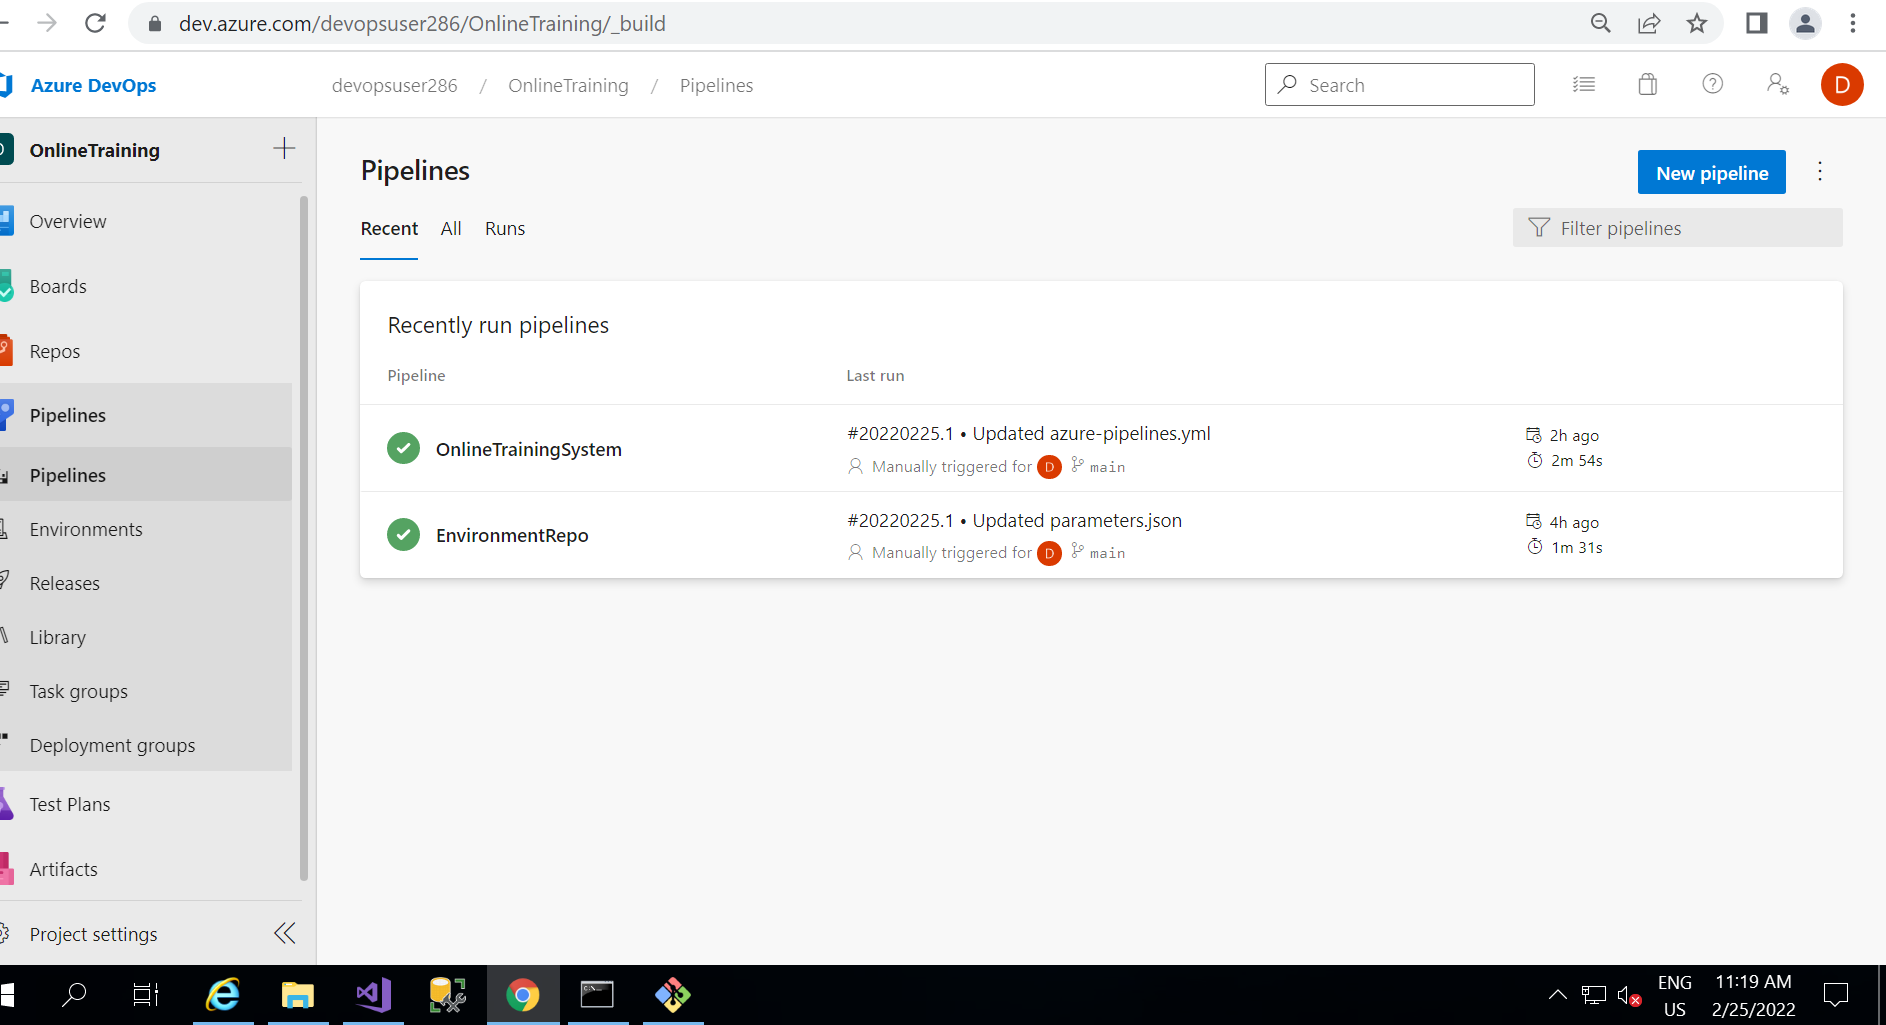 dev.azure.com/devopsuser286/OnlineTraining/_build
Azure DevOps
devopsuser286 / OnlineTraining / Pipelines
Search
D
OnlineTraining
Overview
Boards
Repos
Pipelines
Pipelines
Environments
Releases
Library
Task groups
Deployment groups
Test Plans
Artifacts
Project settings
Pipelines
New pipeline
Recent All Runs
Filter pipelines
Recently run pipelines
Pipeline Last run
OnlineTrainingSystem
#20220225.1 • Updated azure-pipelines.yml
Manually triggered for D main
2h ago
2m 54s
EnvironmentRepo
#20220225.1 • Updated parameters.json
Manually triggered for D main
4h ago
1m 31s
ENG
US
11:19 AM
2/25/2022